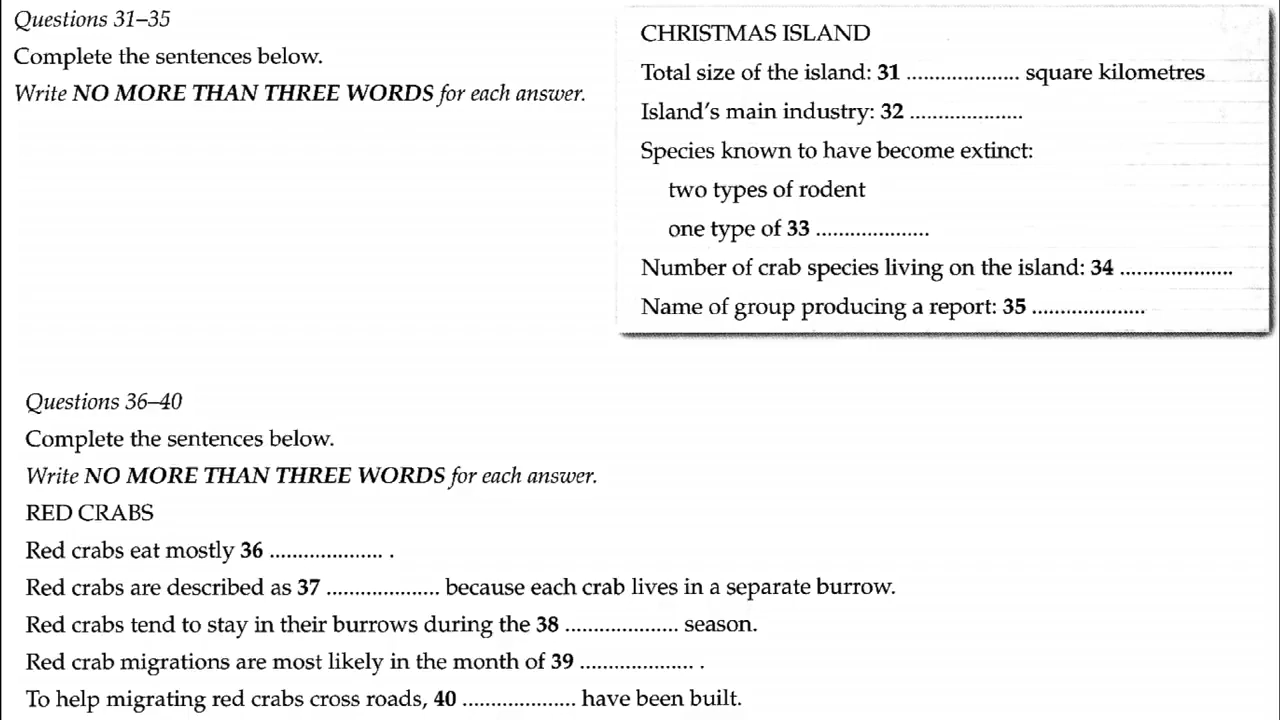 Questions 31–35
Complete the sentences below.
Write NO MORE THAN THREE WORDS for each answer.
CHRISTMAS ISLAND
Total size of the island: 31 .................... square kilometres
Island's main industry: 32 ....................
Species known to have become extinct:
two types of rodent
one type of 33 ....................
Number of crab species living on the island: 34 ....................
Name of group producing a report: 35 ....................
Questions 36–40
Complete the sentences below.
Write NO MORE THAN THREE WORDS for each answer.
RED CRABS
Red crabs eat mostly 36 .................... .
Red crabs are described as 37 .................... because each crab lives in a separate burrow.
Red crabs tend to stay in their burrows during the 38 .................... season.
Red crab migrations are most likely in the month of 39 .................... .
To help migrating red crabs cross roads, 40 .................... have been built.